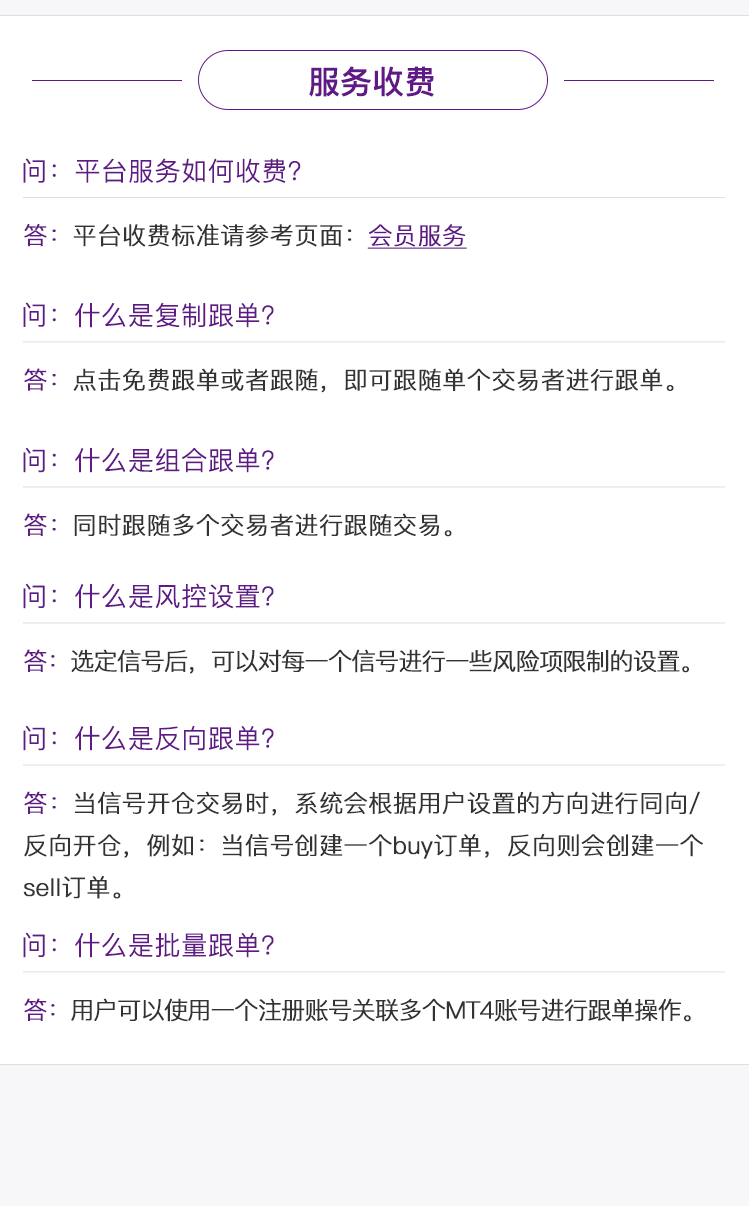 服务收费
问：平台服务如何收费？
答：平台收费标准请参考页面：会员服务
问：什么是复制跟单？
答：点击免费跟单或者跟随，即可跟随单个交易者进行跟单。
问：什么是组合跟单？
答：同时跟随多个交易者进行跟随交易。
问：什么是风控设置？
答：选定信号后，可以对每一个信号进行一些风险项限制的设置。
问：什么是反向跟单？
答：当信号开仓交易时，系统会根据用户设置的方向进行同向/
反向开仓，例如：当信号创建一个buy订单，反向则会创建一个
sell订单。
问：什么是批量跟单？
答：用户可以使用一个注册账号关联多个MT4账号进行跟单操作。